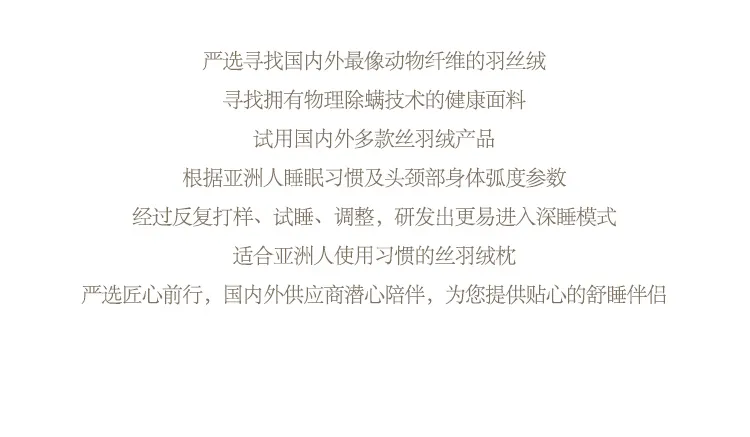 严选寻找国内外最像动物纤维的羽丝绒
寻找拥有物理除螨技术的健康面料
试用国内外多款丝羽绒产品
根据亚洲人睡眠习惯及头颈部身体弧度参数
经过反复打样、试睡、调整，研发出更易进入深睡模式
适合亚洲人使用习惯的丝羽绒枕
严选匠心前行，国内外供应商潜心陪伴，为您提供贴心的舒睡伴侣